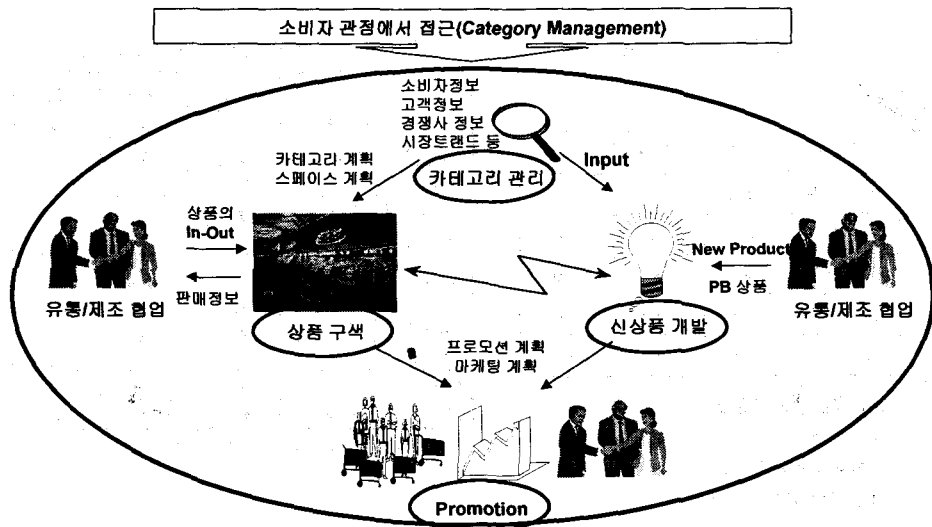 소비자 관점에서 접근(Category Management)
소비자정보
고객정보
경쟁사 정보
시장트랜드 등
카테고리 계획
스페이스 계획
Input
카테고리 관리
상품의
In-Out
판매정보
유통/제조 협업
상품 구색
New Product
PB 상품
신상품 개발
유통/제조 협업
프로모션 계획
마케팅 계획
Promotion